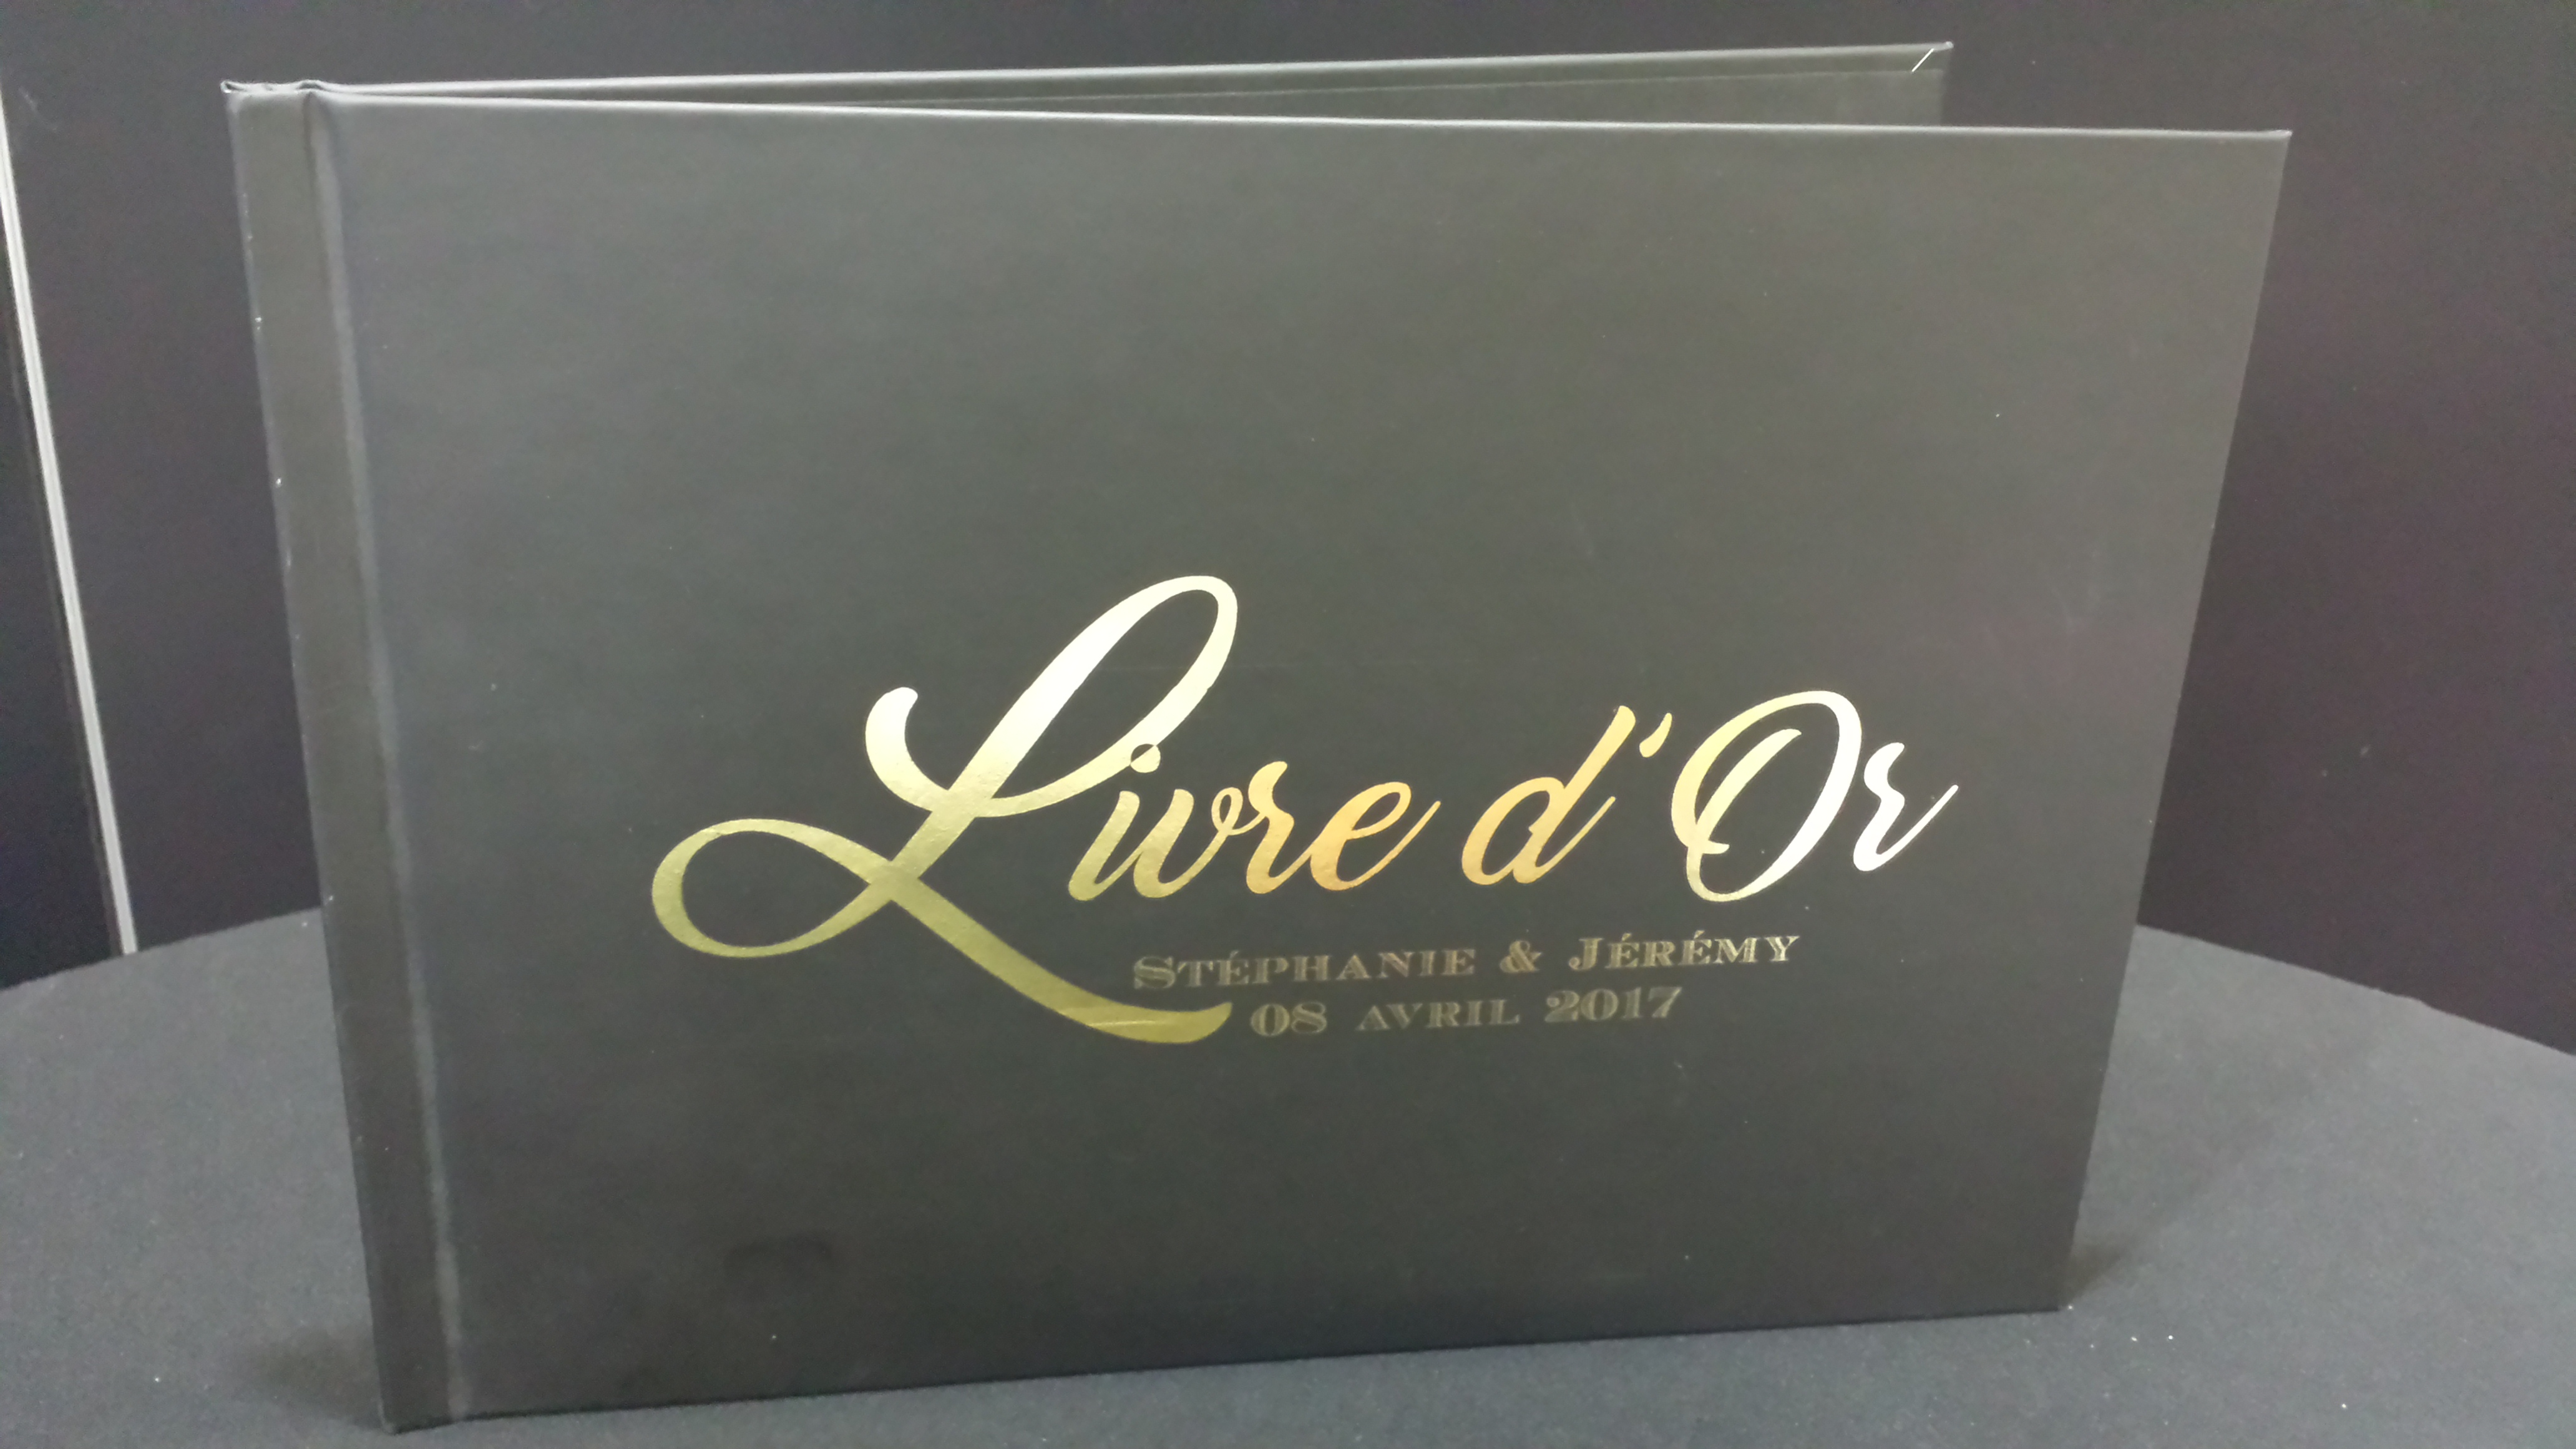 Livre d'Or
Stéphanie & Jérémy
08 avril 2017